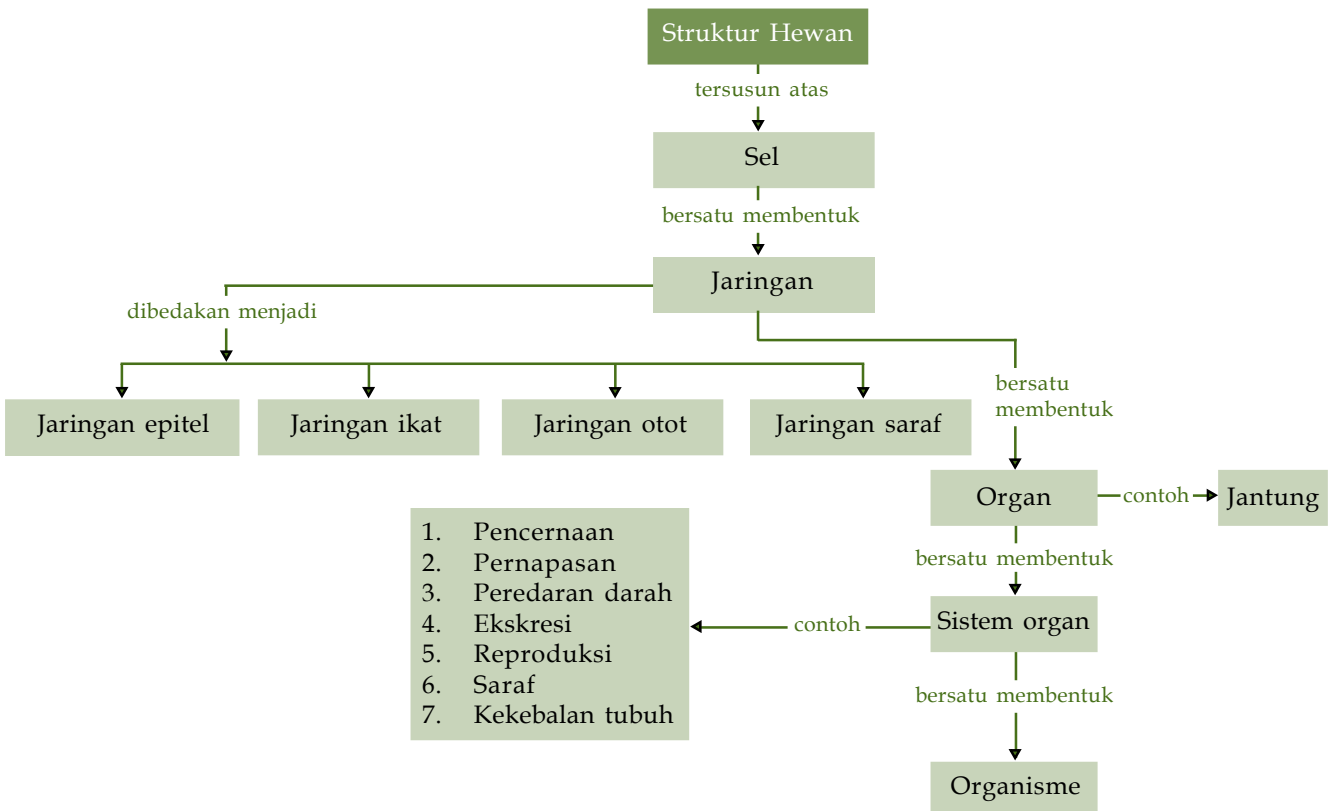 Struktur Hewan
tersusun atas
Sel
bersatu membentuk
Jaringan
dibedakan menjadi
Jaringan epitel
Jaringan ikat
Jaringan otot
Jaringan saraf
bersatu
membentuk
Organ
contoh
Jantung
bersatu membentuk
Sistem organ
contoh
1. Pencernaan
2. Pernapasan
3. Peredaran darah
4. Ekskresi
5. Reproduksi
6. Saraf
7. Kekebalan tubuh
bersatu membentuk
Organisme